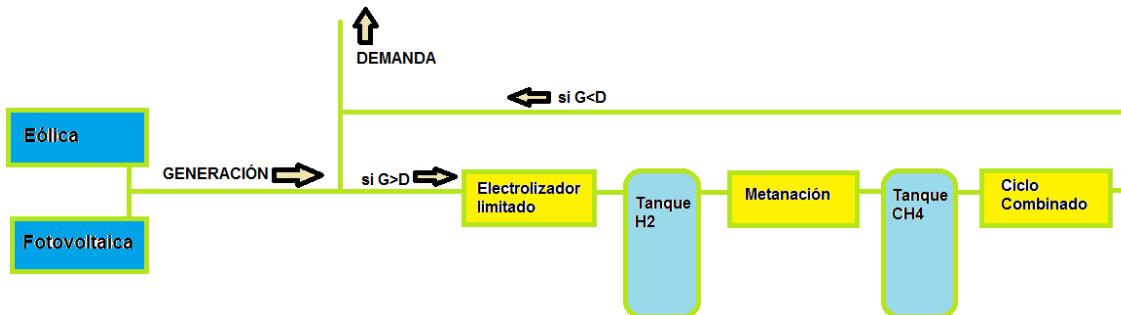 DEMANDA
si G<D
Eólica
GENERACIÓN
si G>D
Electrolizador
limitado
Tanque
H2
Metanación
Tanque
CH4
Ciclo
Combinado
Fotovoltaica